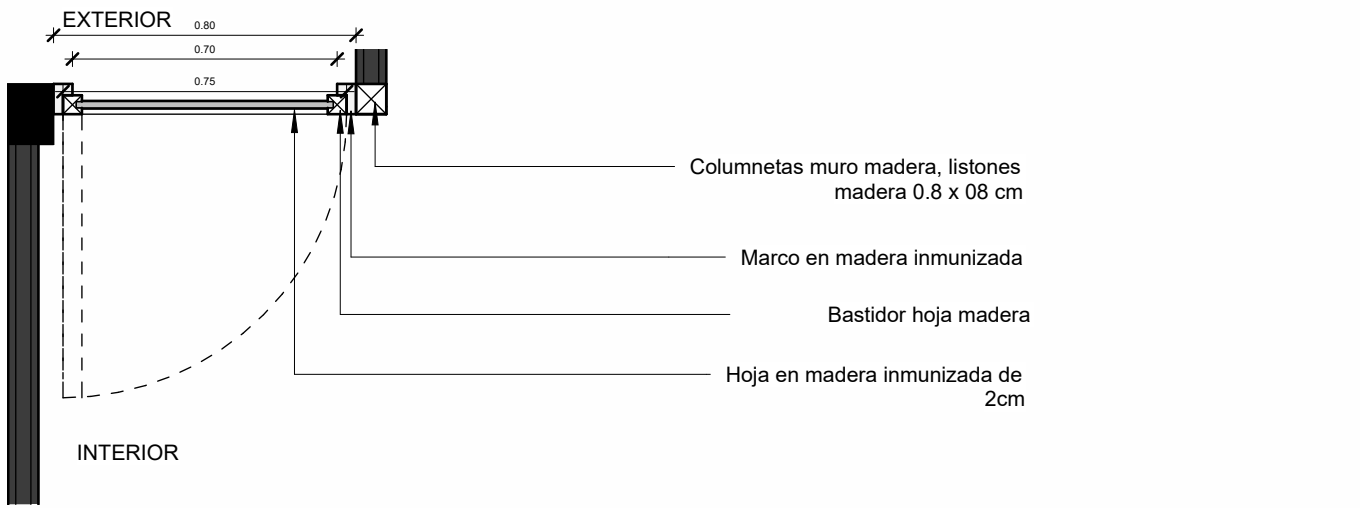 EXTERIOR
0.80
0.70
0.75
Columnetas muro madera, listones
madera 0.8 x 08 cm
Marco en madera inmunizada
Bastidor hoja madera
Hoja en madera inmunizada de
2cm
INTERIOR